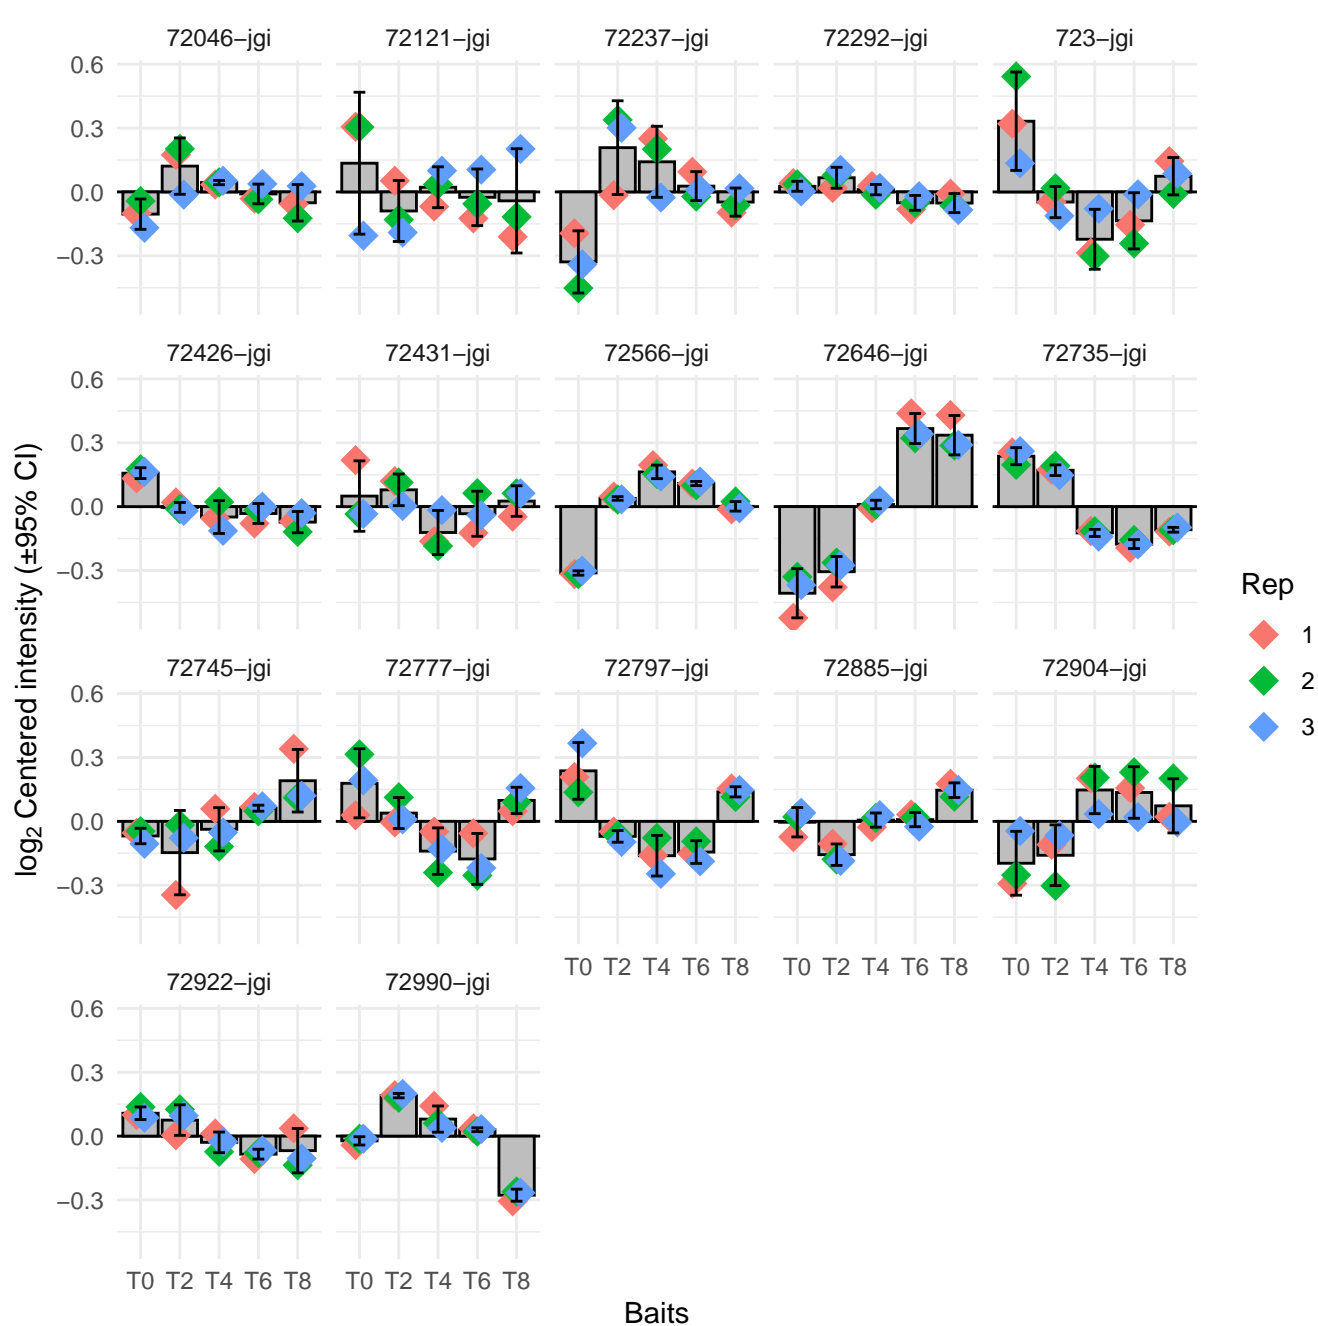 72046−jgi 72121−jgi 72237−jgi 72292−jgi 723−jgi
0.6
0.3
0.0
−0.3
72426−jgi 72431−jgi 72566−jgi 72646−jgi 72735−jgi
0.6
0.3
0.0
−0.3
72745−jgi 72777−jgi 72797−jgi 72885−jgi 72904−jgi
0.6
0.3
0.0
−0.3
T0 T2 T4 T6 T8 T0 T2 T4 T6 T8 T0 T2 T4 T6 T8
72922−jgi 72990−jgi
0.6
0.3
0.0
−0.3
T0 T2 T4 T6 T8 T0 T2 T4 T6 T8
Baits
log2 Centered intensity (±95% CI)
Rep
1
2
3